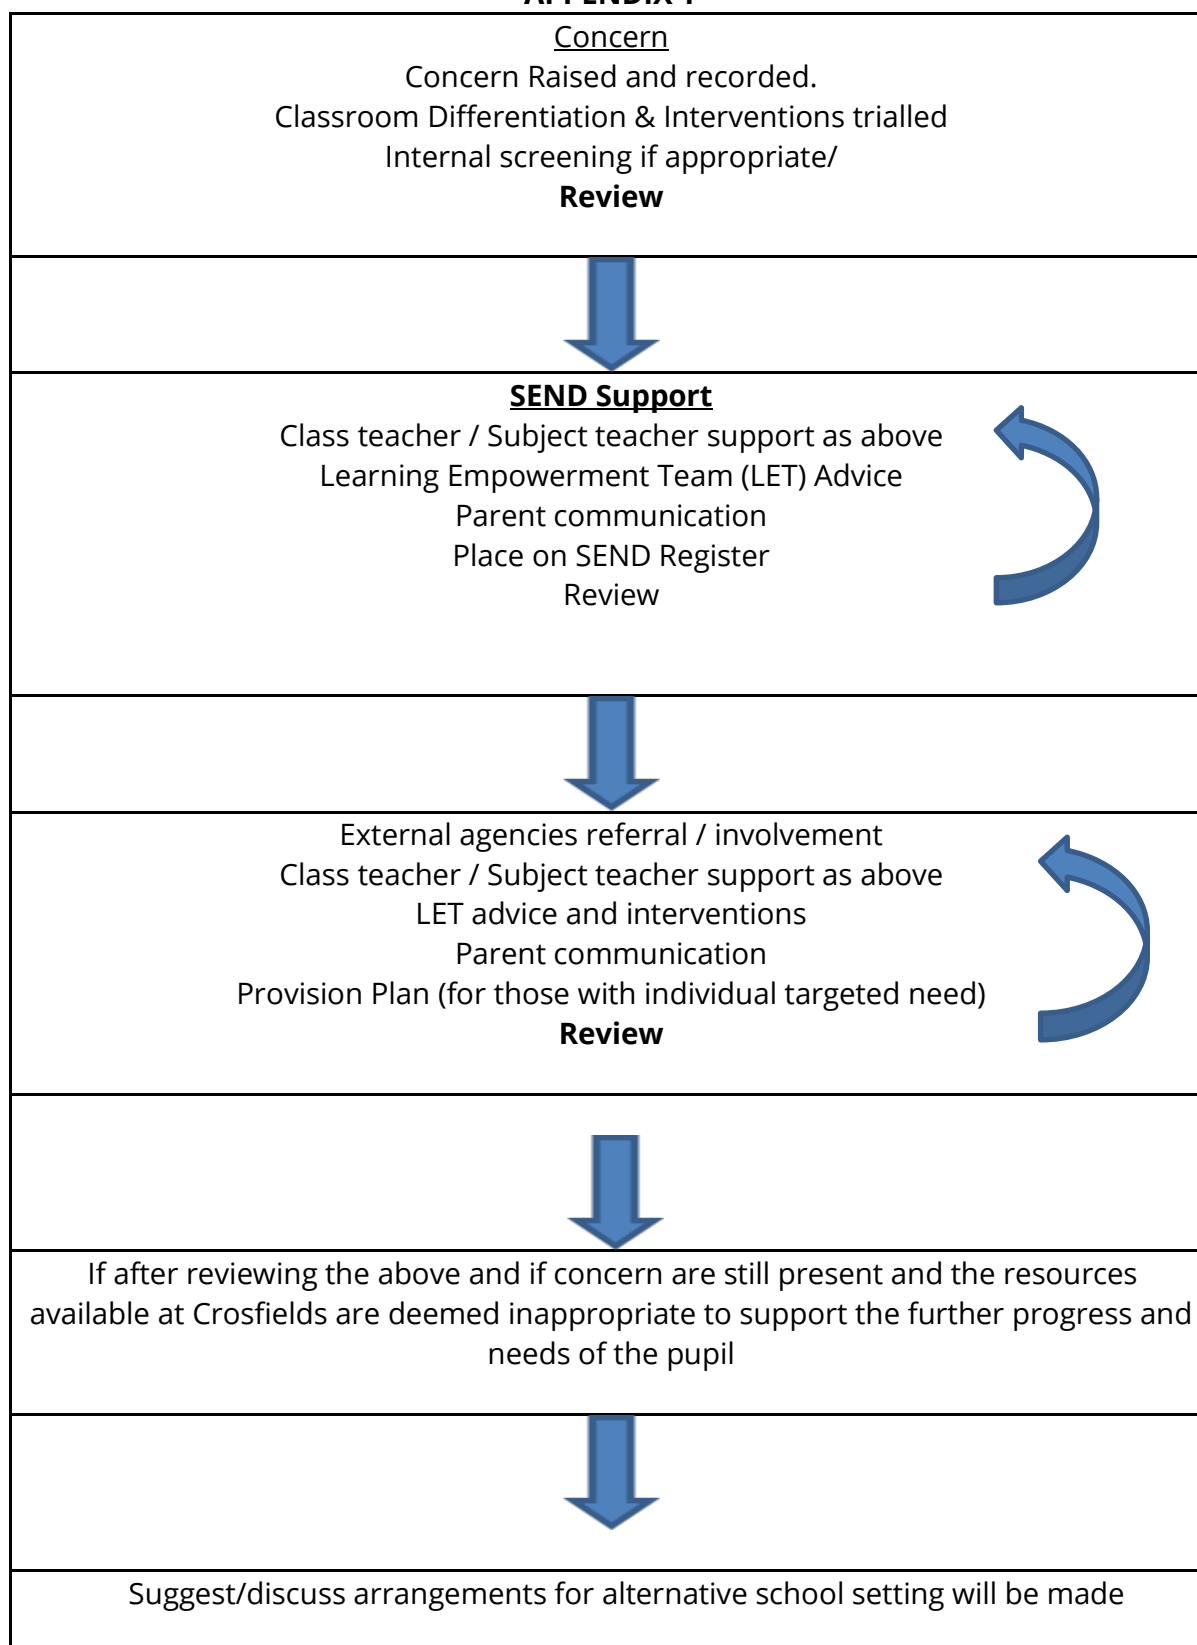 Concern
Concern Raised and recorded.
Classroom Differentiation & Interventions trialled
Internal screening if appropriate/
Review
SEND Support
Class teacher / Subject teacher support as above
Learning Empowerment Team (LET) Advice
Parent communication
Place on SEND Register
Review
External agencies referral / involvement
Class teacher / Subject teacher support as above
LET advice and interventions
Parent communication
Provision Plan (for those with individual targeted need)
Review
If after reviewing the above and if concern are still present and the resources
available at Crosfields are deemed inappropriate to support the further progress and
needs of the pupil
Suggest/discuss arrangements for alternative school setting will be made